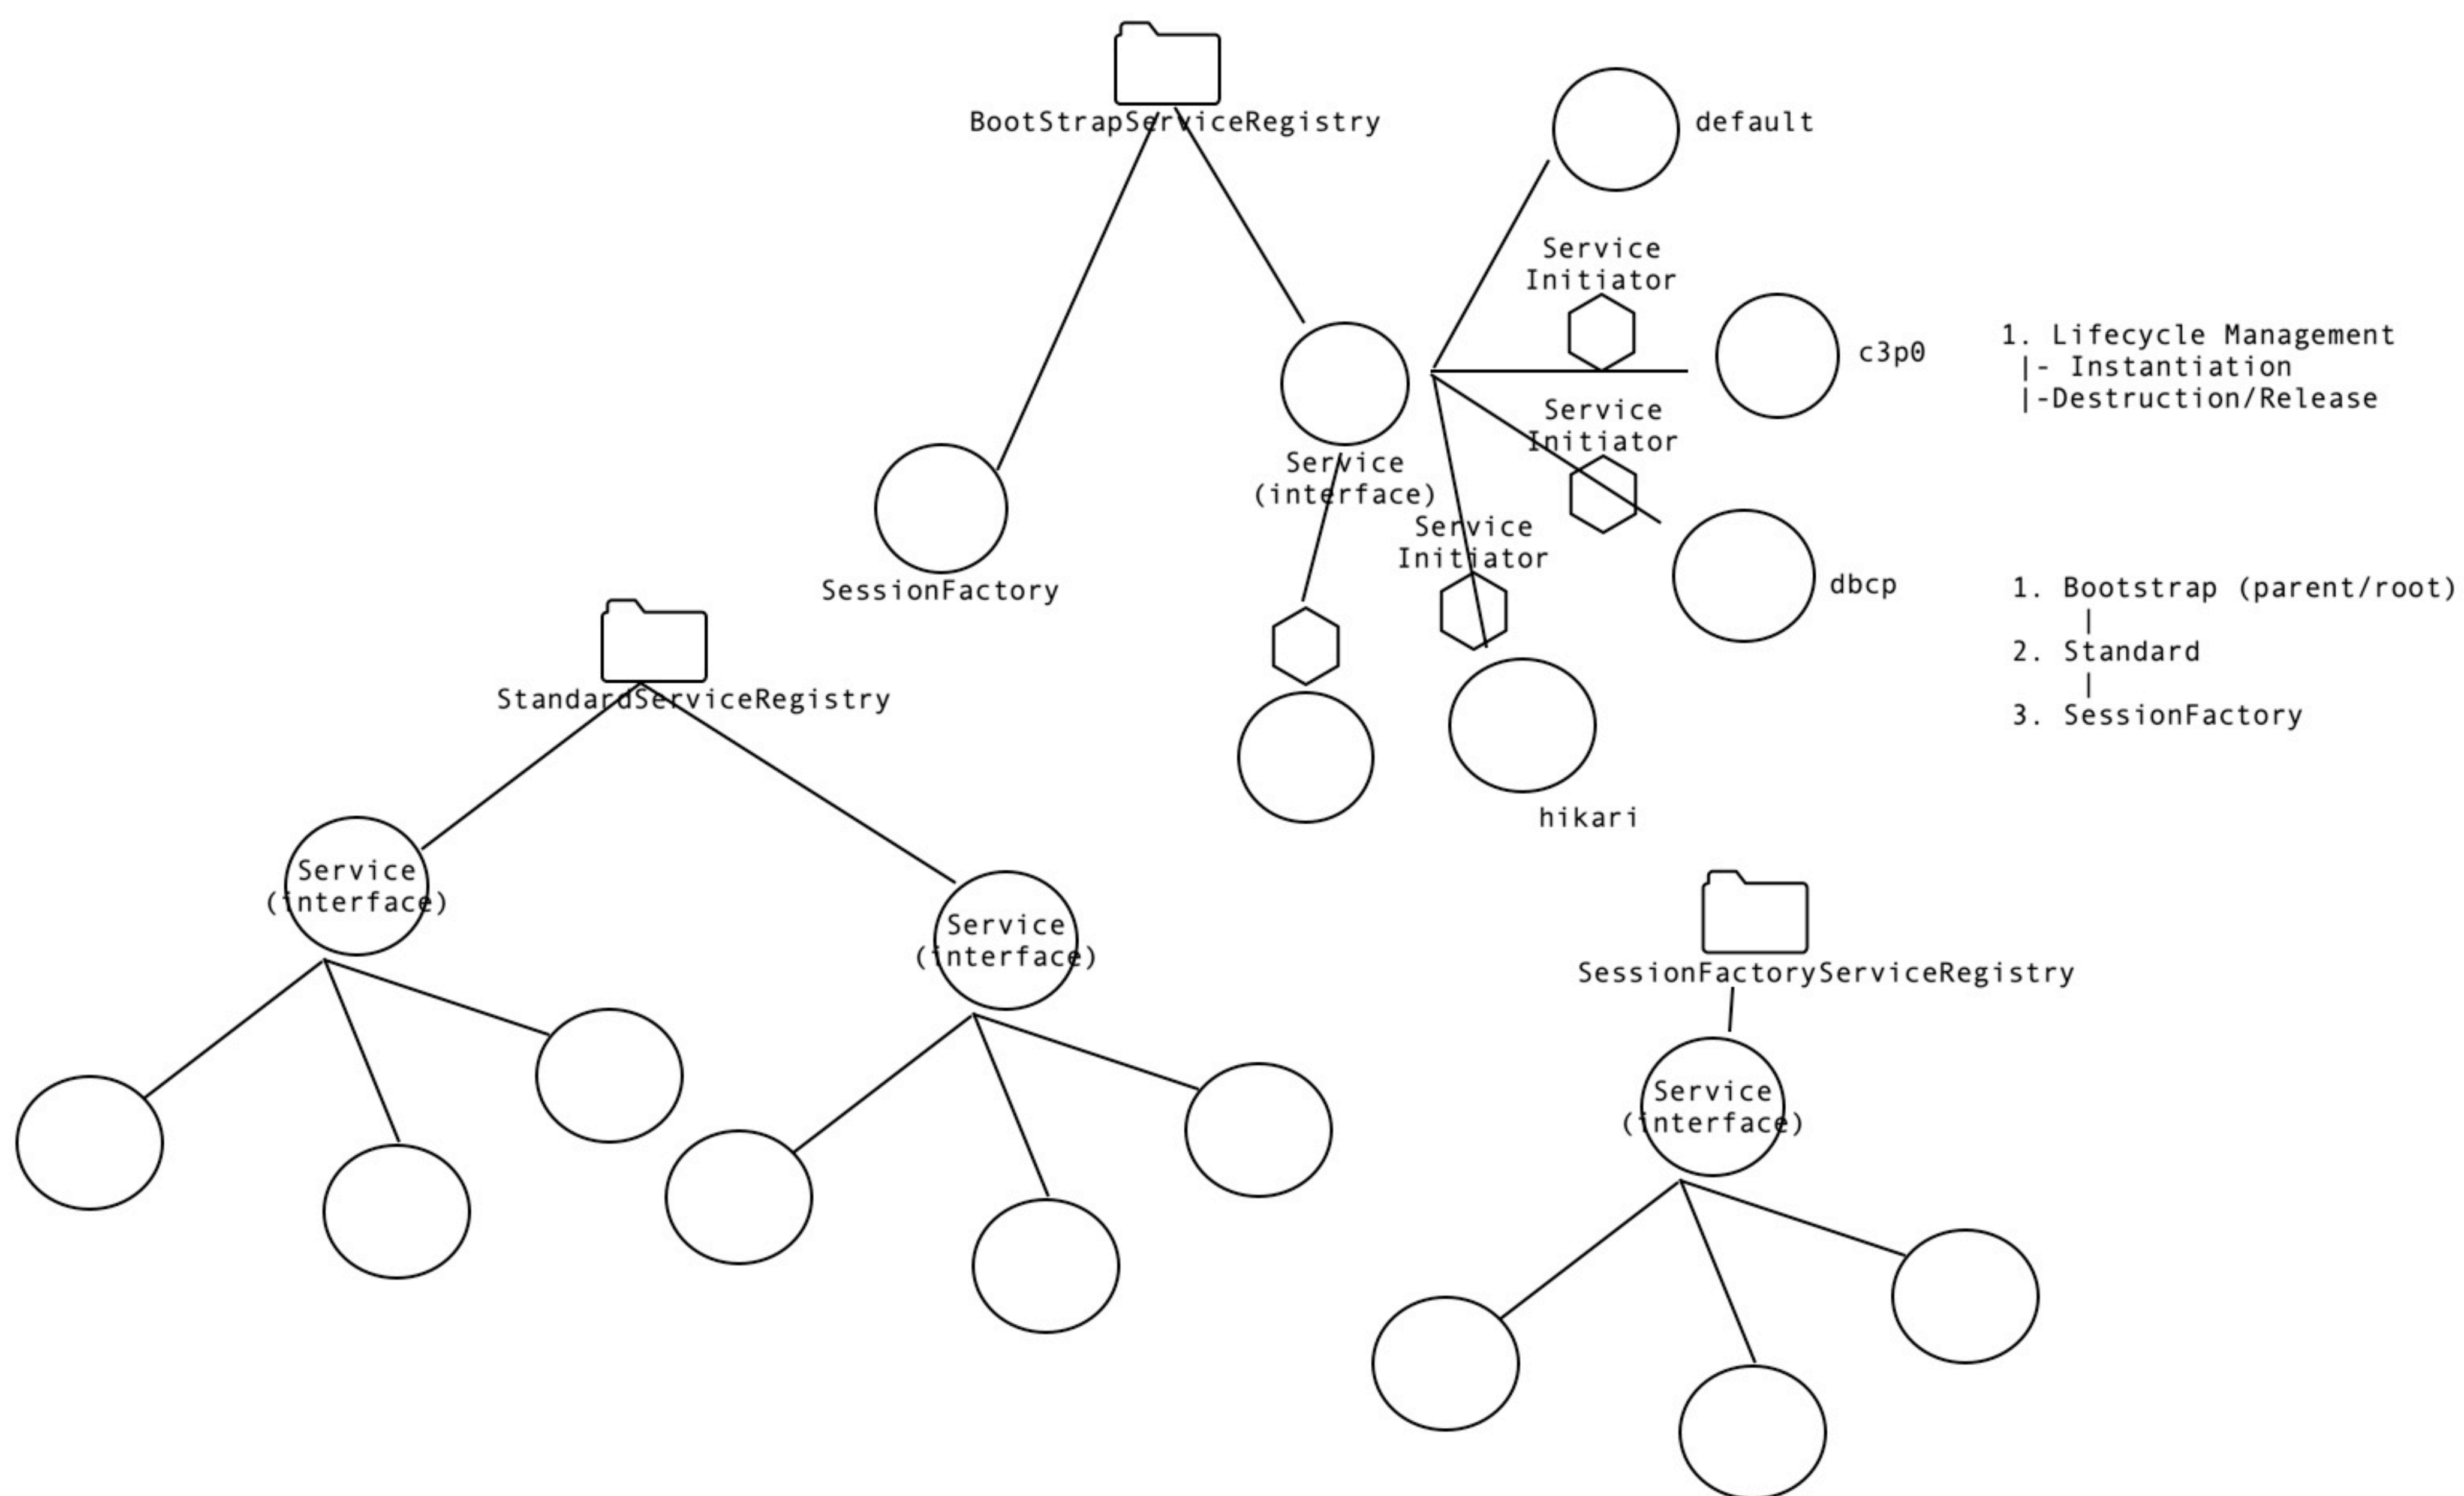 BootStrapServiceRegistry
default
Service
Initiator
c3p0
1. Lifecycle Management
|- Instantiation
|-Destruction/Release
Service
Initiator
Service
(interface)
Service
Initiator
dbcp
SessionFactory
1. Bootstrap (parent/root)
|
2. Standard
|
3. SessionFactory
StandardServiceRegistry
hikari
Service
(interface)
Service
(interface)
SessionFactoryServiceRegistry
Service
(interface)